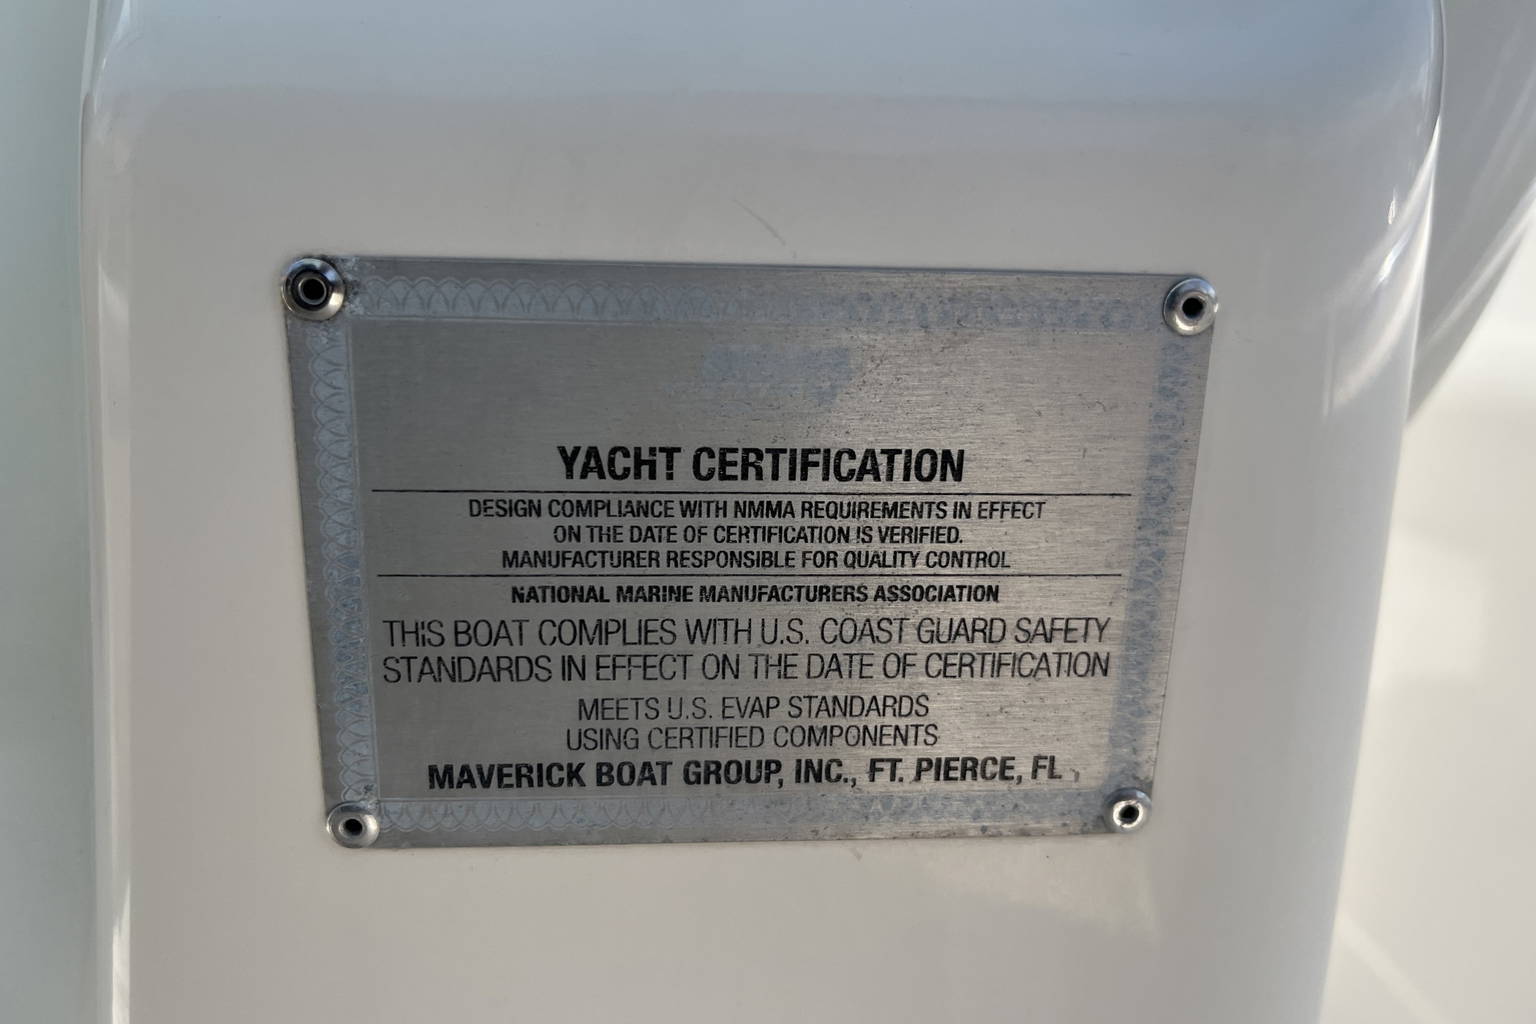 YACHT CERTIFICATION
DESIGN COMPLIANCE WITH NMMA REQUIREMENTS IN EFFECT
ON THE DATE OF CERTIFICATION IS VERIFIED.
MANUFACTURER RESPONSIBLE FOR QUALITY CONTROL
NATIONAL MARINE MANUFACTURERS ASSOCIATION
THIS BOAT COMPLIES WITH U.S. COAST GUARD SAFETY
STANDARDS IN EFFECT ON THE DATE OF CERTIFICATION
MEETS U.S. EVAP STANDARDS
USING CERTIFIED COMPONENTS
MAVERICK BOAT GROUP, INC., FT. PIERCE, FL